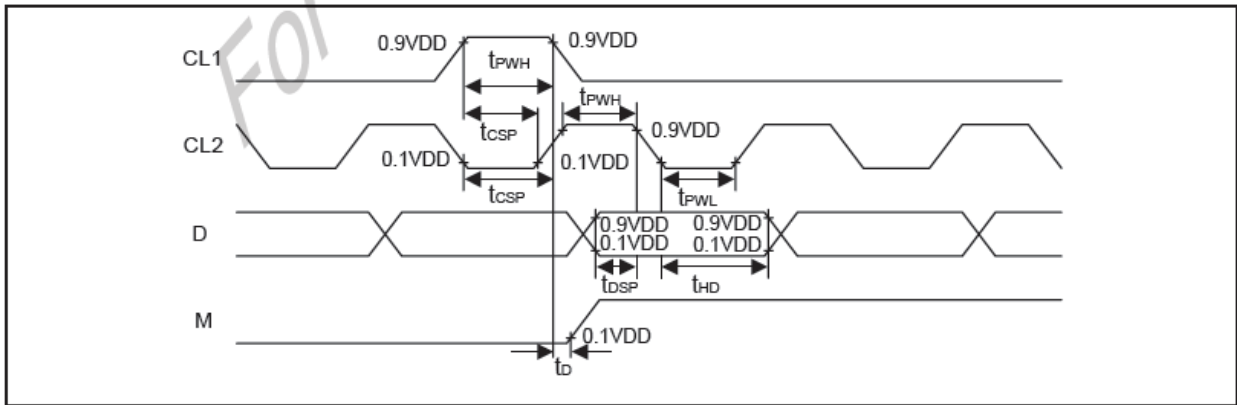 For
CL1
0.9VDD
0.9VDD
tPWH
tPWH
tCSP
CL2
0.9VDD
0.1VDD
0.1VDD
tCSP
tPWL
D
0.9VDD
0.9VDD
0.1VDD
0.1VDD
tDSP
tHD
M
0.1VDD
tD